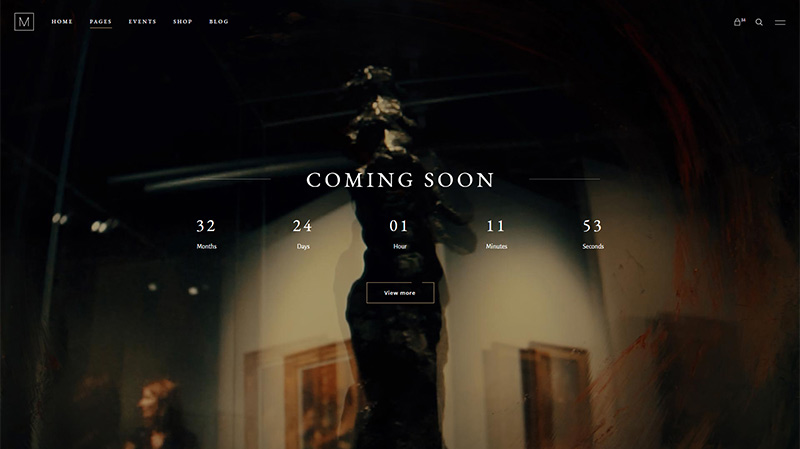 M HOME PAGES EVENTS SHOP BLOG
COMING SOON
32 24 01 11 53
Months Days Hour Minutes Seconds
View more